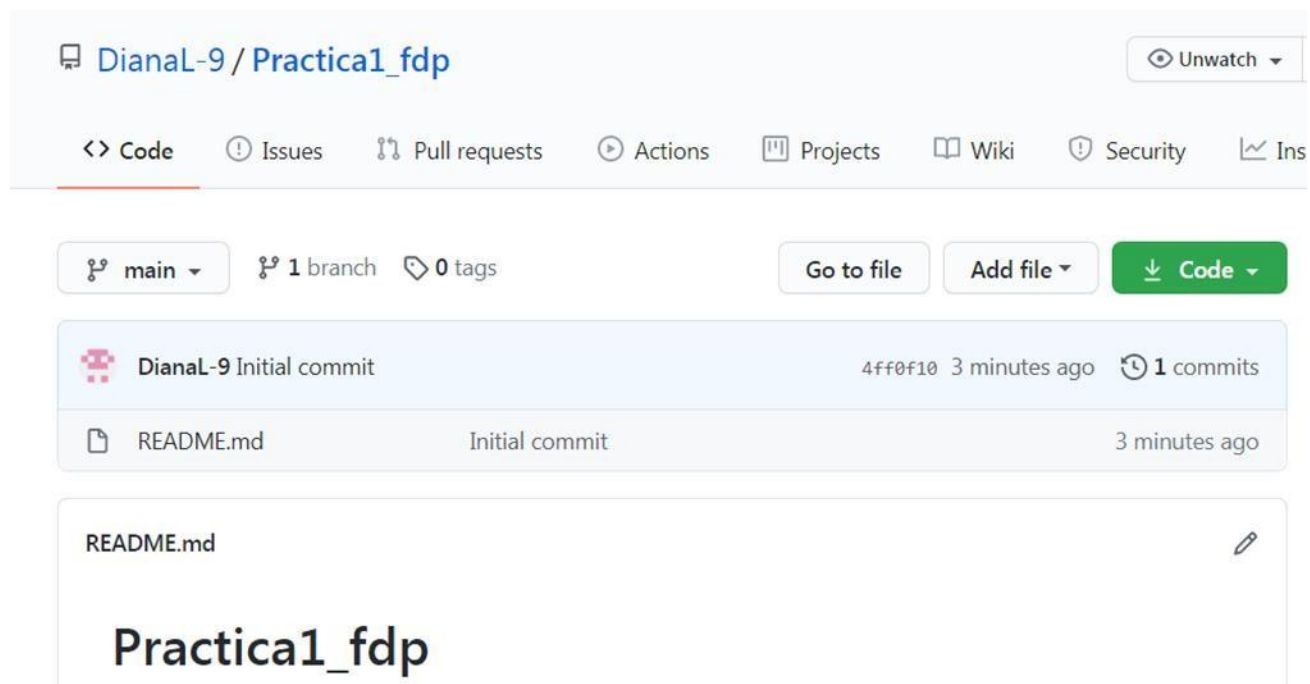 DianaL-9 / Practica1_fdp
Unwatch
Code Issues Pull requests Actions Projects Wiki Security Ins
main 1 branch 0 tags Go to file Add file Code
DianaL-9 Initial commit 4ff0f10 3 minutes ago 1 commits
README.md Initial commit 3 minutes ago
README.md
Practica1_fdp